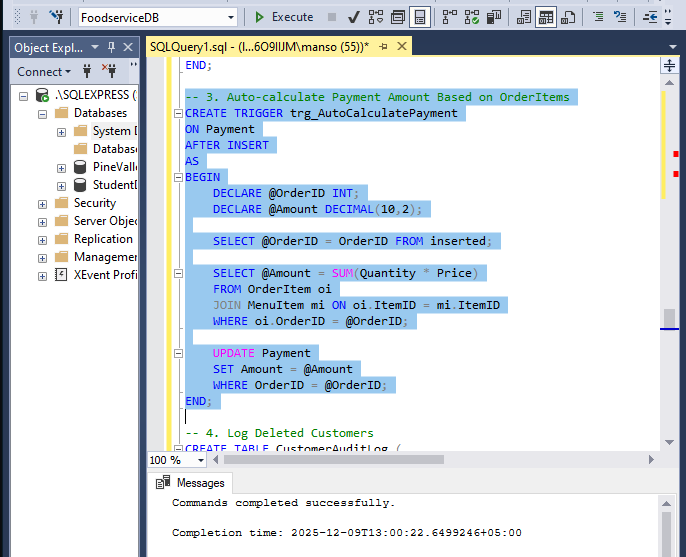 FoodserviceDB
Execute
Object Expl...
SQLQuery1.sql - (l...6O9IIJM\manso (55))*
Connect
.\SQLEXPRESS (
Databases
System D
Databas
PineVall
StudentD
Security
Server Objec
Replication
Managemen
XEvent Profi
END;
-- 3. Auto-calculate Payment Amount Based on OrderItems
CREATE TRIGGER trg_AutoCalculatePayment
ON Payment
AFTER INSERT
AS
BEGIN
DECLARE @OrderID INT;
DECLARE @Amount DECIMAL(10,2);
SELECT @OrderID = OrderID FROM inserted;
SELECT @Amount = SUM(Quantity * Price)
FROM OrderItem oi
JOIN MenuItem mi ON oi.ItemID = mi.ItemID
WHERE oi.OrderID = @OrderID;
UPDATE Payment
SET Amount = @Amount
WHERE OrderID = @OrderID;
END;
-- 4. Log Deleted Customers
CREATE TABLE CustomerAuditLog (
100 %
Messages
Commands completed successfully.
Completion time: 2025-12-09T13:00:22.6499246+05:00